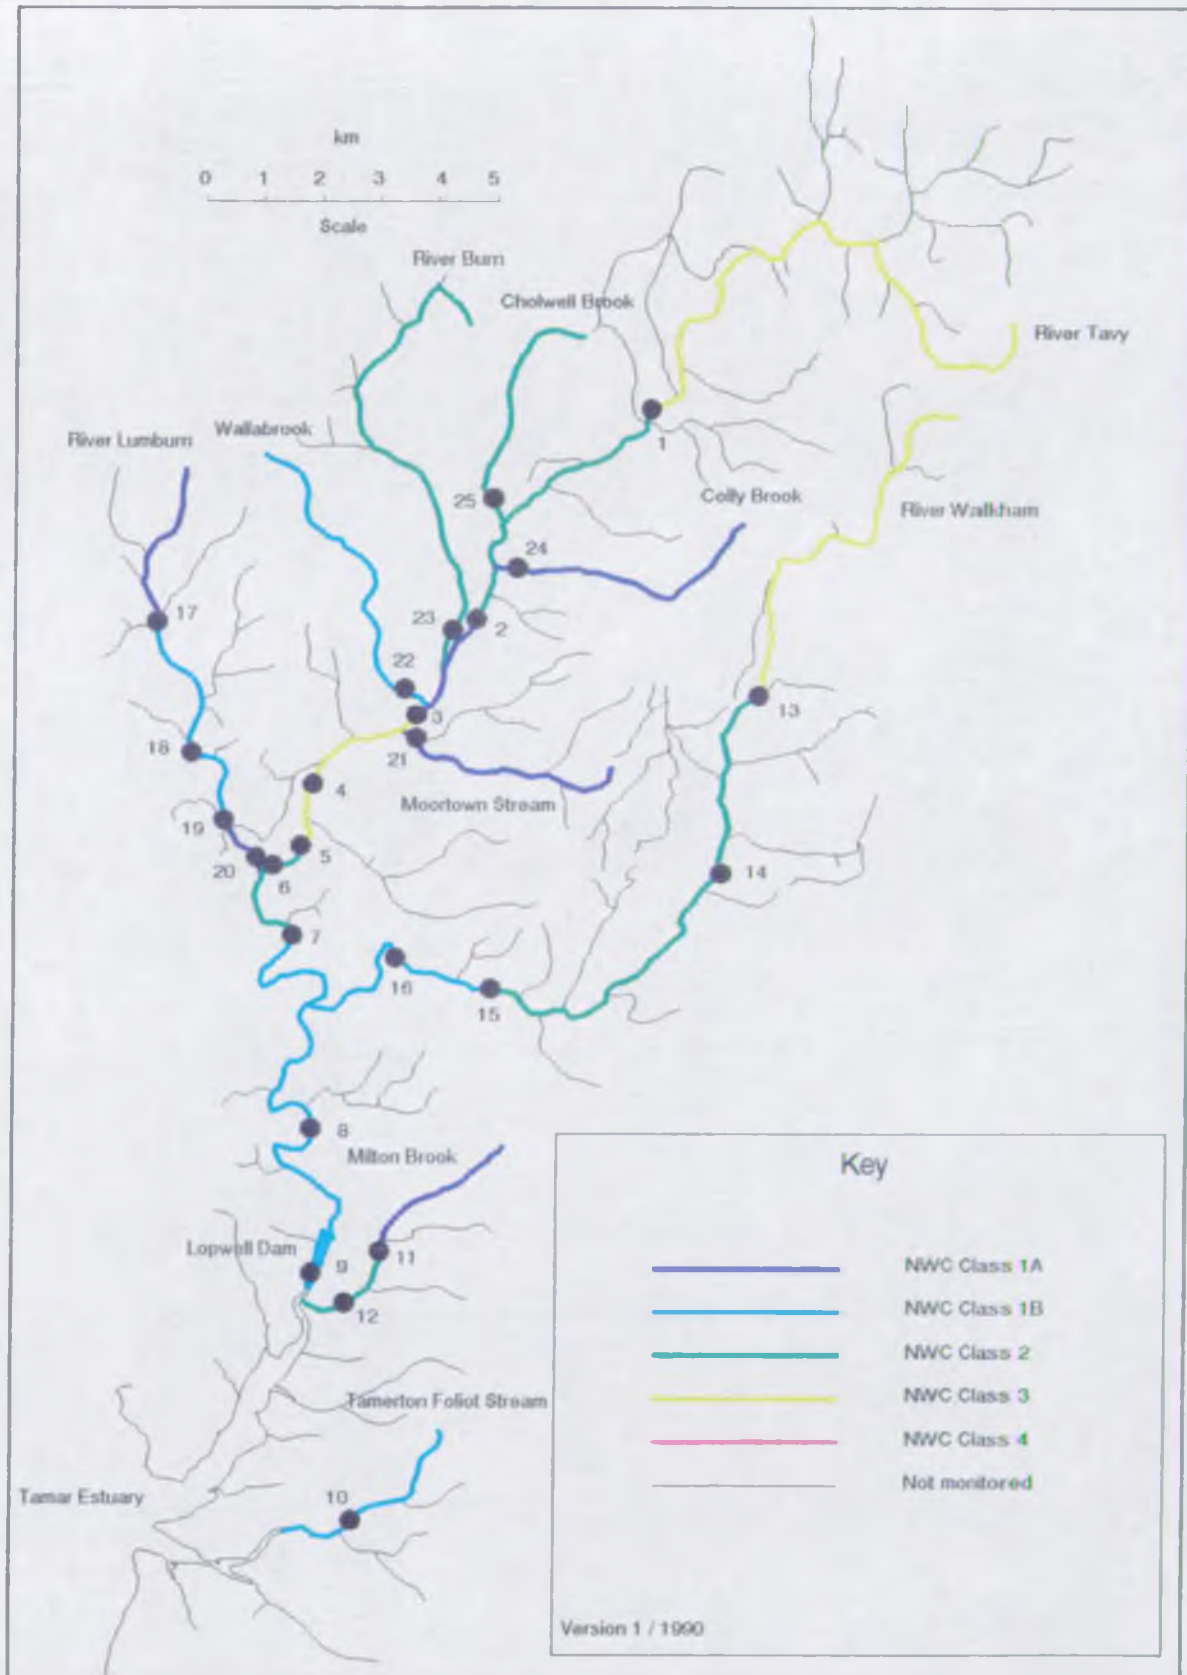 km
0 1 2 3 4 5
Scale
River Burn
Cholwell Brook
River Tavy
Wallabrook
River Lumburn
1
25
Colly Brook
River Walkham
24
17
23
2
22
3
13
18
21
4
Moortown Stream
19
5
20
6
14
7
16
15
8
Milton Brook
Lopwell Dam
9
11
12
Tamerton Foliot Stream
Tamar Estuary
10
Key
NWC Class 1A
NWC Class 1B
NWC Class 2
NWC Class 3
NWC Class 4
Not monitored
Version 1 / 1990